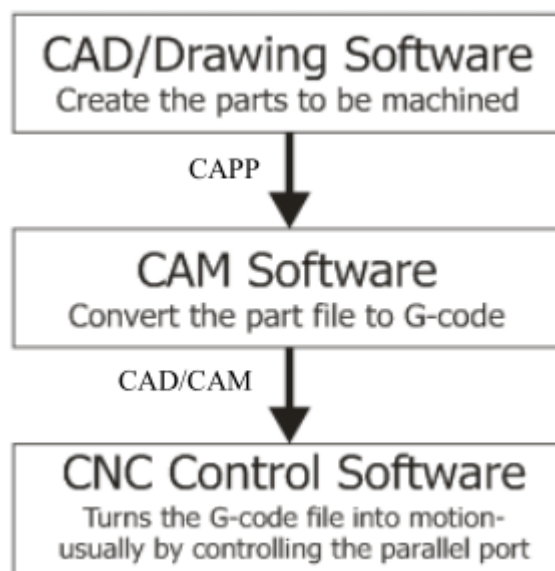 CAD/Drawing Software
Create the parts to be machined
CAPP
CAM Software
Convert the part file to G-code
CAD/CAM
CNC Control Software
Turns the G-code file into motion-
usually by controlling the parallel port